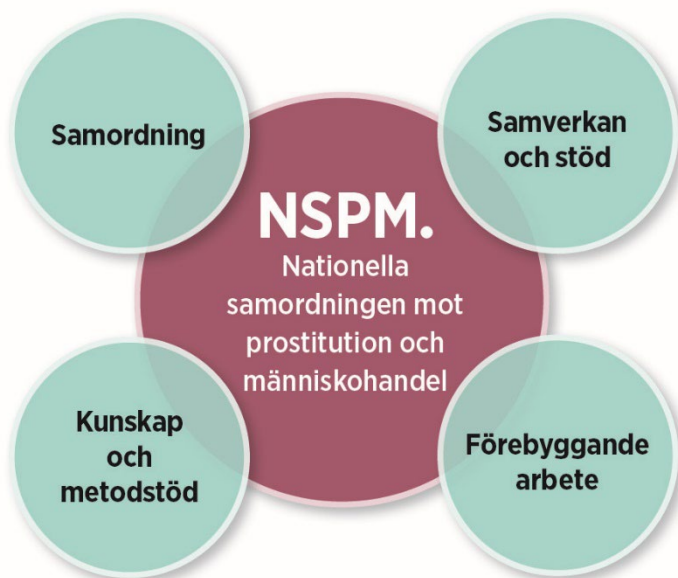 Samordning
Samverkan
och stöd
NSPM.
Nationella
samordningen mot
prostitution och
människohandel
Kunskap
och
metodstöd
Förebyggande
arbete